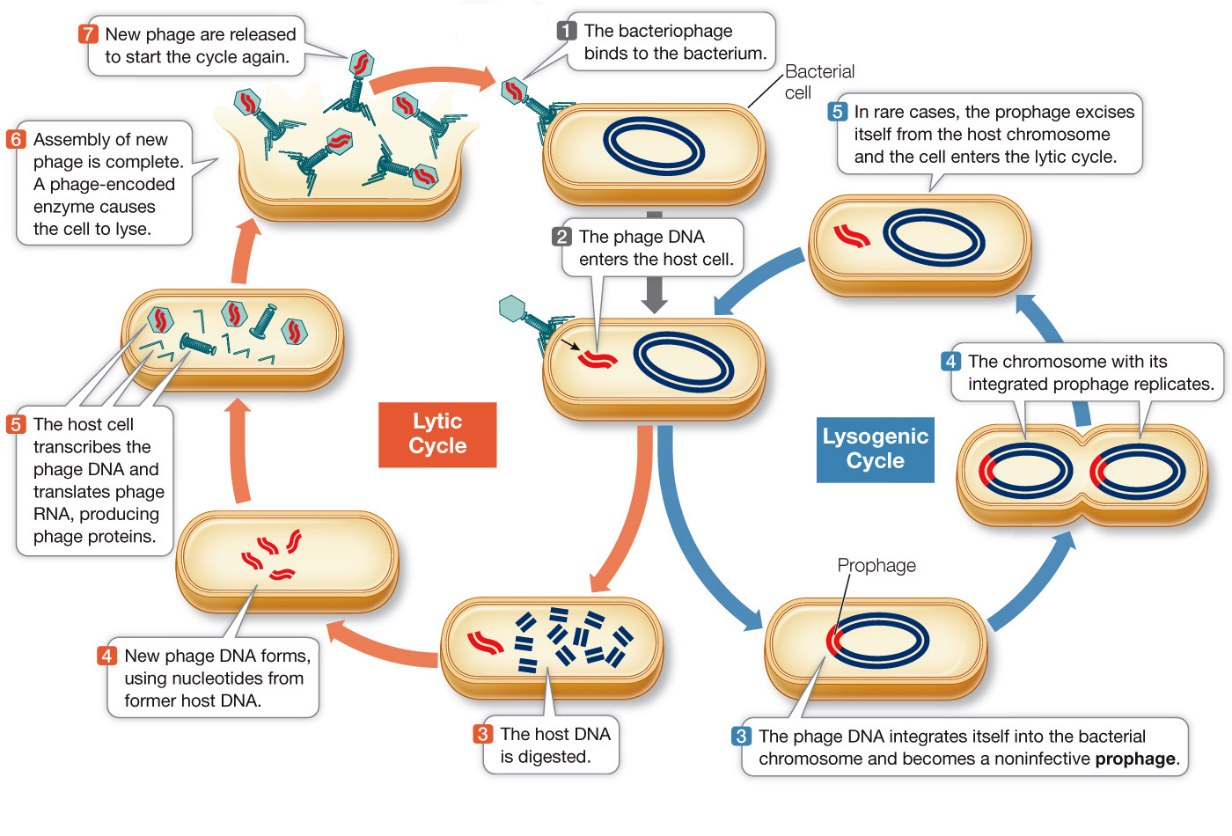 1 The bacteriophage
binds to the bacterium.
Bacterial
cell
2 The phage DNA
enters the host cell.
Lytic
Cycle
3 The host DNA
is digested.
4 New phage DNA forms,
using nucleotides from
former host DNA.
5 The host cell
transcribes the
phage DNA and
translates phage
RNA, producing
phage proteins.
6 Assembly of new
phage is complete.
A phage-encoded
enzyme causes
the cell to lyse.
7 New phage are released
to start the cycle again.
Lysogenic
Cycle
Prophage
3 The phage DNA integrates itself into the bacterial
chromosome and becomes a noninfective prophage.
4 The chromosome with its
integrated prophage replicates.
5 In rare cases, the prophage excises
itself from the host chromosome
and the cell enters the lytic cycle.